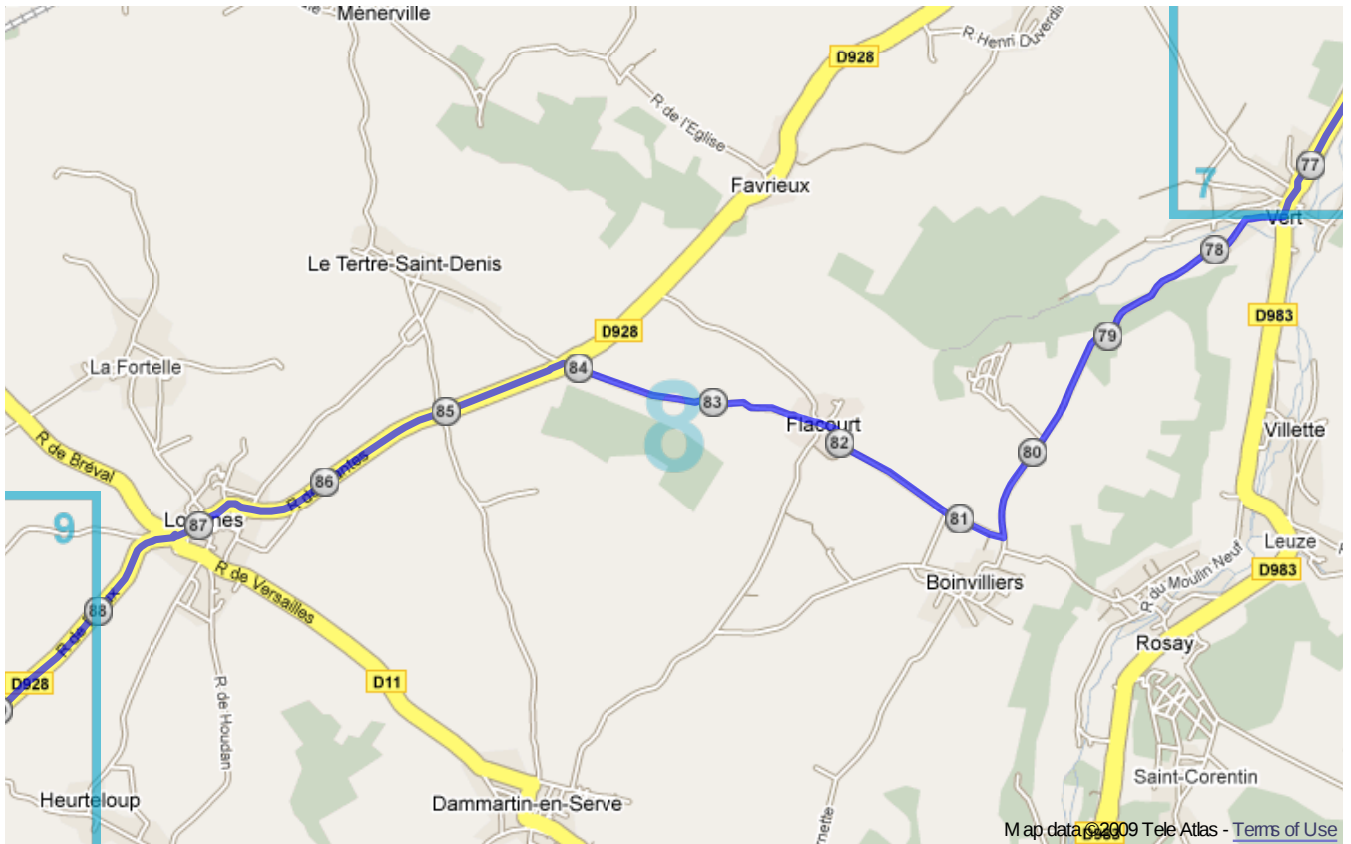 Ménerville
R Henri Duverdin
D928
R de l'Eglise
77
7
Favrieux
Vert
78
Le Tertre-Saint-Denis
D928
D983
79
La Fortelle
84
8
83
85
Flacourt
82
Villette
R de Bréval
80
86
9
87
81
Leuze
R du Moulin Neuf
D983
R de Versailles
Boinvilliers
88
Rosay
D928
D11
R de Houdan
Saint-Corentin
Heurteloup
Dammartin-en-Serve
D983
Map data ©2009 Tele Atlas - Terms of Use